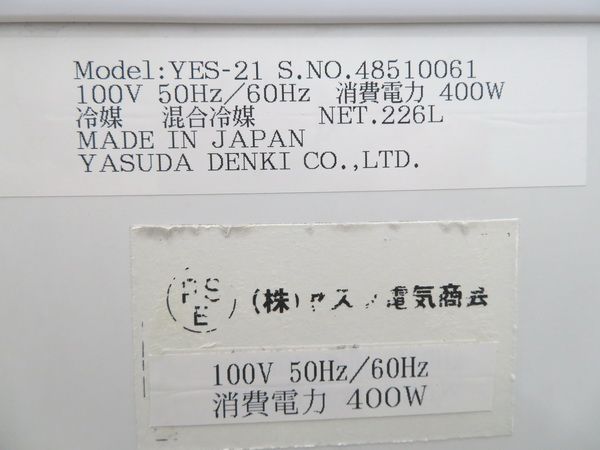 Model:YES-21 S.NO.48510061
100V 50Hz/60Hz 消費電力 400W
冷媒 混合冷媒 NET.226L
MADE IN JAPAN
YASUDA DENKI CO.,LTD.
PS
E
(株) 電気商会
100V 50Hz/60Hz
消費電力 400W